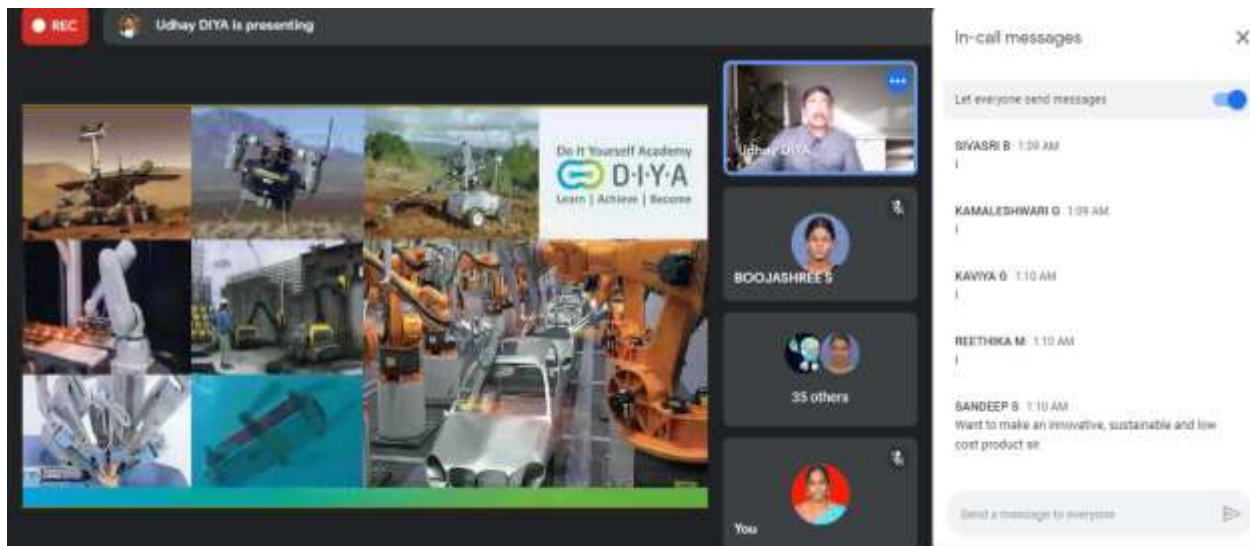 REC
Udhay DIYA is presenting
Do It Yourself Academy
D·I·Y·A
Learn | Achieve | Become
Udhay DIYA
BOOJASHREE S
35 others
You
In-call messages
Let everyone send messages
SIVASRI B 1:09 AM
I
KAMALESHWARI G 1:09 AM
I
KAVIYA G 1:10 AM
I
REETHIKA M 1:10 AM
I
SANDEEP S 1:10 AM
Want to make an innovative, sustainable and low
cost product sir
Send a message to everyone